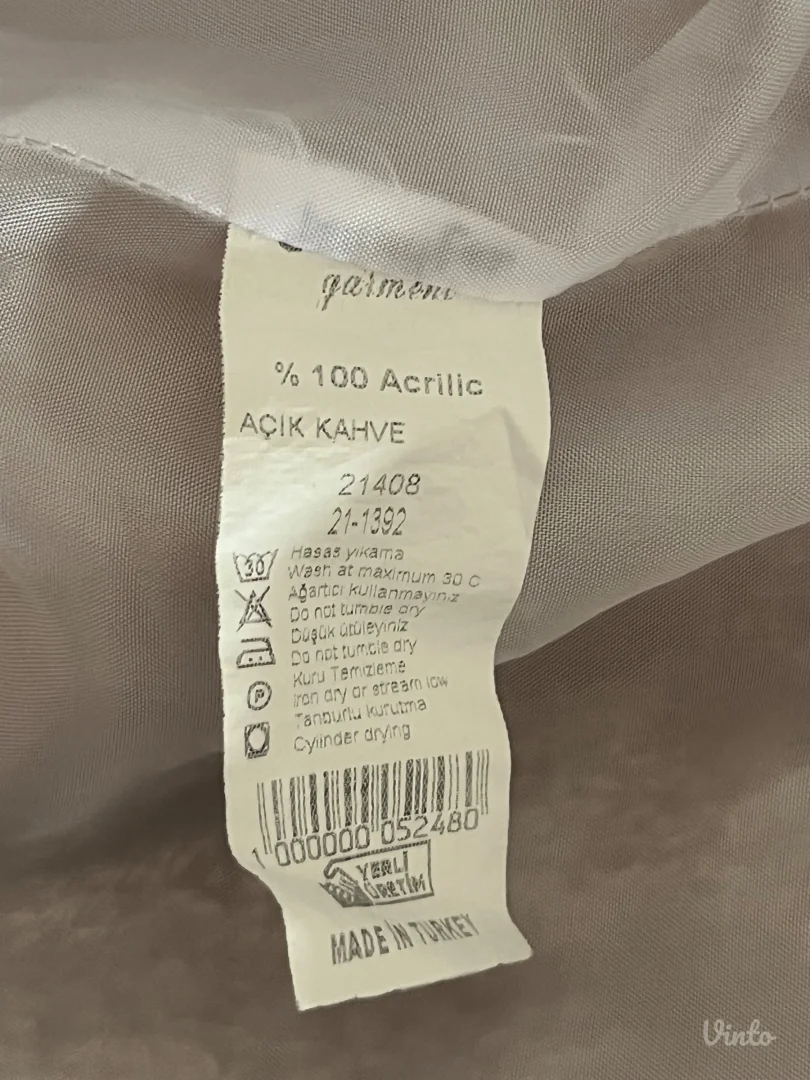 garment
% 100 Acrilic
AÇIK KAHVE
21408
21-1392
30
Hasas yıkama
Wash at maximum 30 C
Ağartıcı kullanmayınız
Do not tumble dry
Düşük ütüleyiniz
Do not tumble dry
Kuru Temizleme
P
Iron dry or stream low
Tanburlu kurutma
Cylinder drying
1 000000 052480
YERLİ
ÜRETİM
MADE IN TURKEY
Vinto